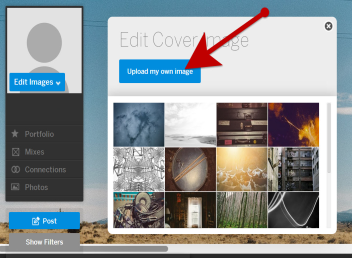 Edit Cover Image
Upload my own image
Edit Images
Portfolio
Mixes
Connections
Photos
Post
Show Filters